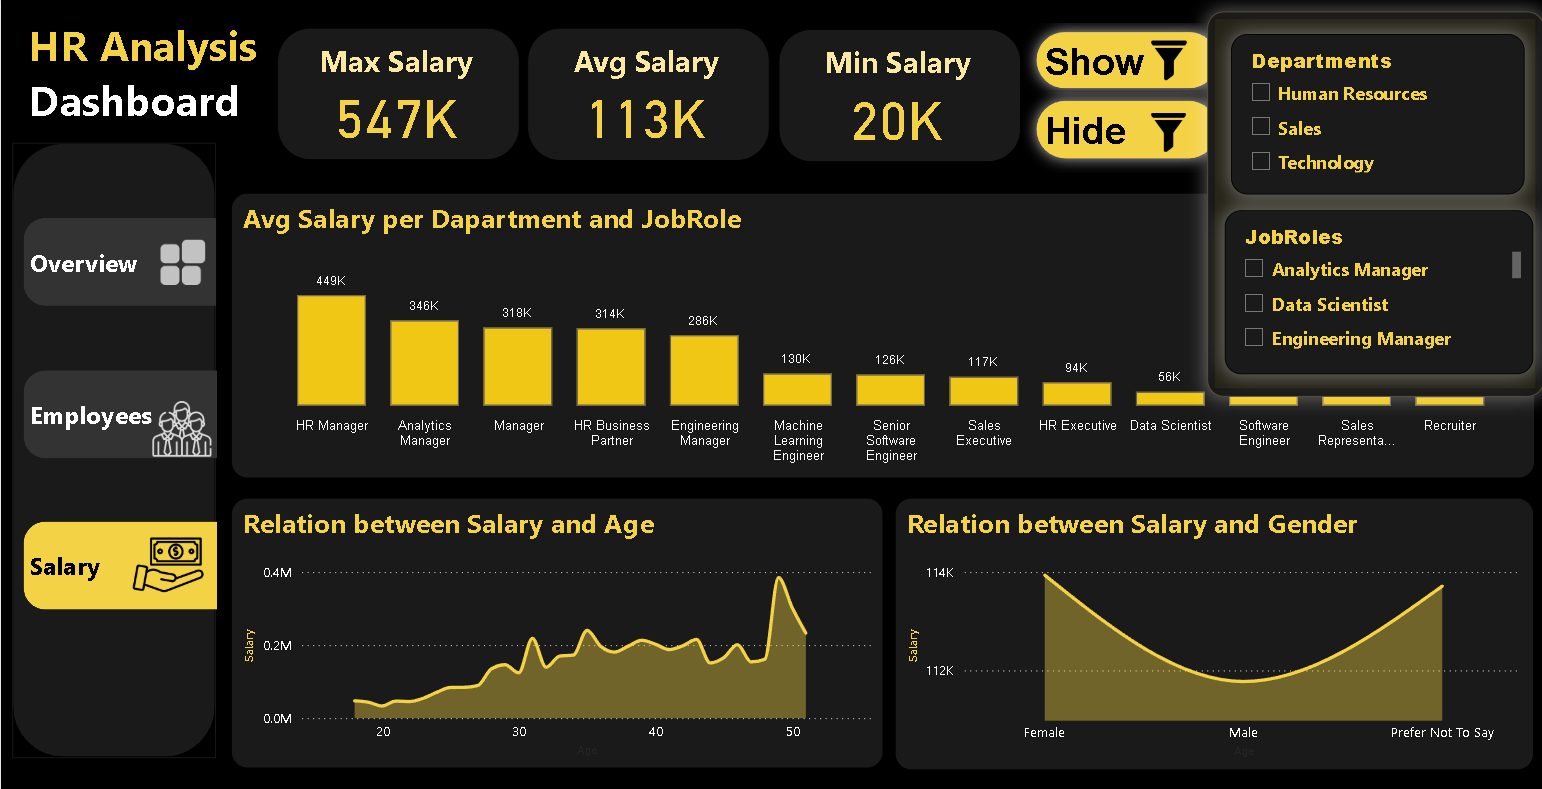 HR Analysis
Dashboard
Max Salary
547K
Avg Salary
113K
Min Salary
20K
Show
Hide
Departments
Human Resources
Sales
Technology
JobRoles
Analytics Manager
Data Scientist
Engineering Manager
Overview
Employees
Salary
Avg Salary per Dapartment and JobRole
449K
346K
318K
314K
286K
130K
126K
117K
94K
56K
HR Manager
Analytics
Manager
Manager
HR Business
Partner
Engineering
Manager
Machine
Learning
Engineer
Senior
Software
Engineer
Sales
Executive
HR Executive
Data Scientist
Software
Engineer
Sales
Representa...
Recruiter
Relation between Salary and Age
Salary
0.4M
0.2M
0.0M
20
30
40
50
Age
Relation between Salary and Gender
Salary
114K
112K
Female
Male
Prefer Not To Say
Age